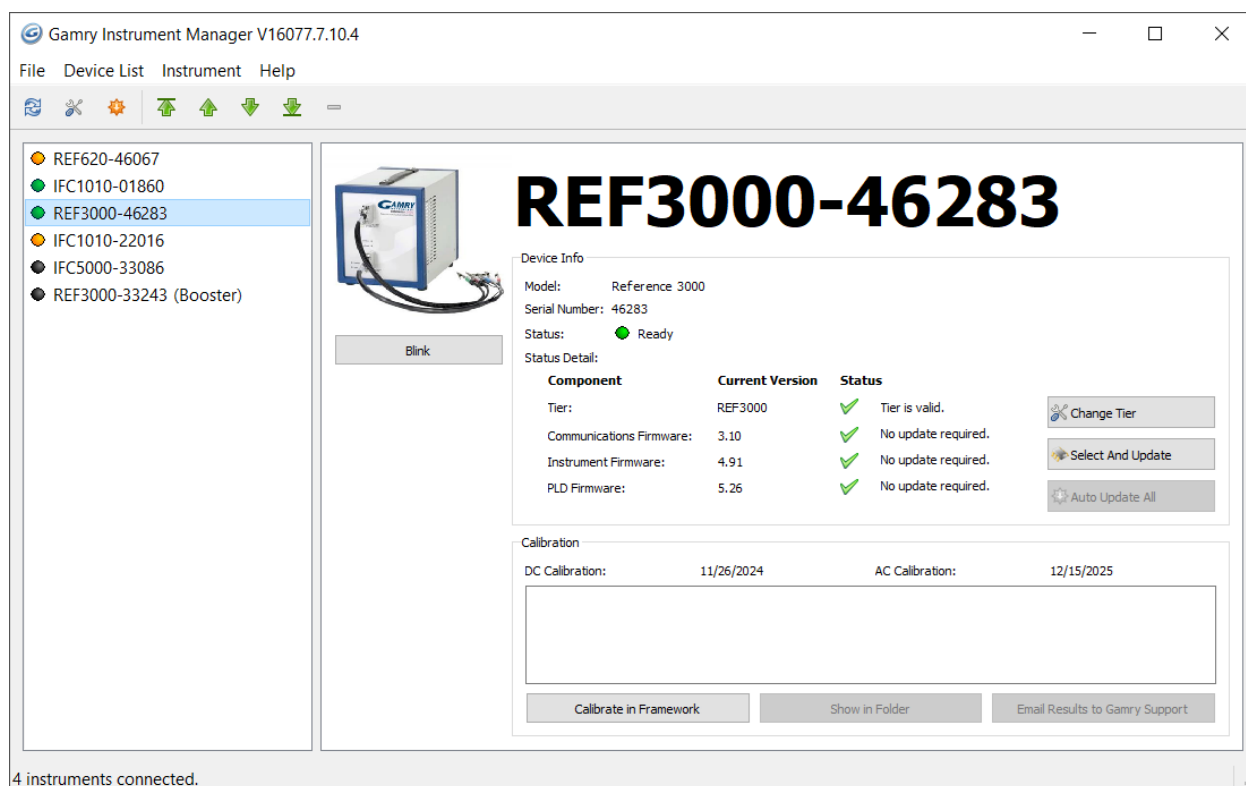 Gamry Instrument Manager V16077.7.10.4
File Device List Instrument Help
REF620-46067
IFC1010-01860
REF3000-46283
IFC1010-22016
IFC5000-33086
REF3000-33243 (Booster)
GAMRY
Blink
REF3000-46283
Device Info
Model: Reference 3000
Serial Number: 46283
Status: Ready
Status Detail:
Component Current Version Status
Tier: REF3000 Tier is valid.
Change Tier
Communications Firmware: 3.10 No update required.
Instrument Firmware: 4.91 No update required.
Select And Update
PLD Firmware: 5.26 No update required.
Auto Update All
Calibration
DC Calibration: 11/26/2024 AC Calibration: 12/15/2025
Calibrate in Framework Show in Folder Email Results to Gamry Support
4 instruments connected.